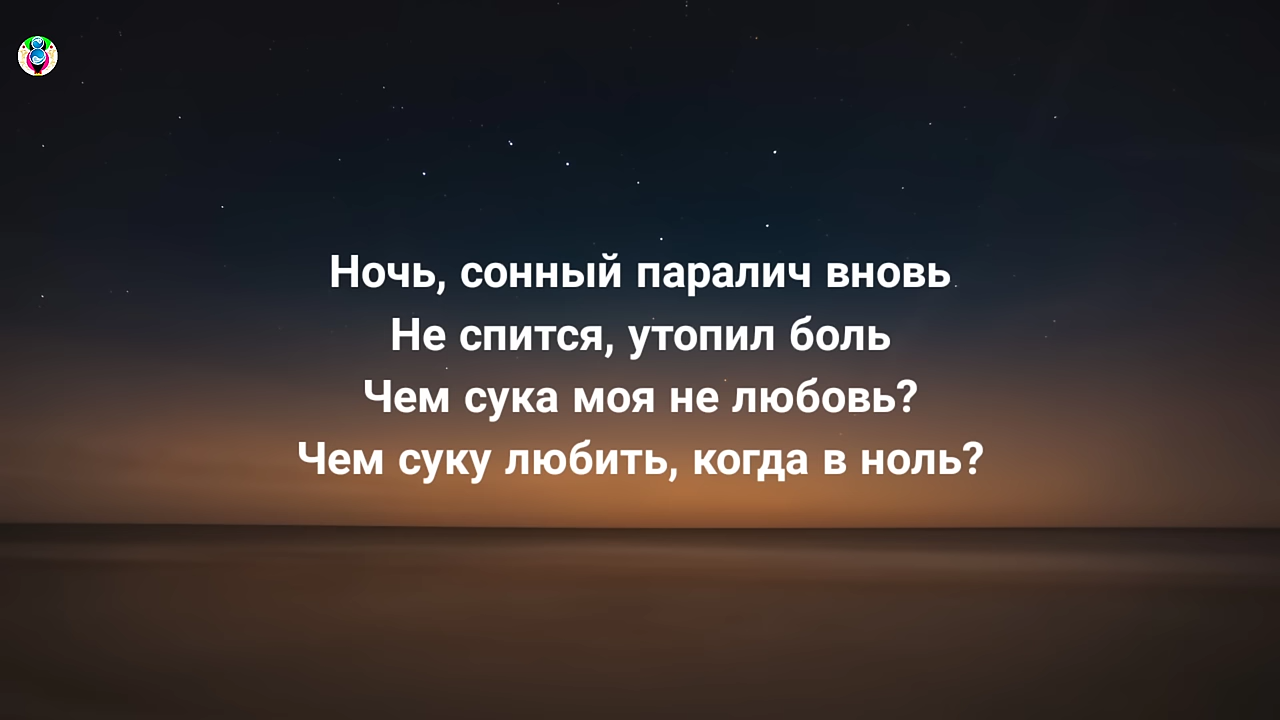 Ночь, сонный паралич вновь
Не спится, утопил боль
Чем сука моя не любовь?
Чем суку любить, когда в ноль?